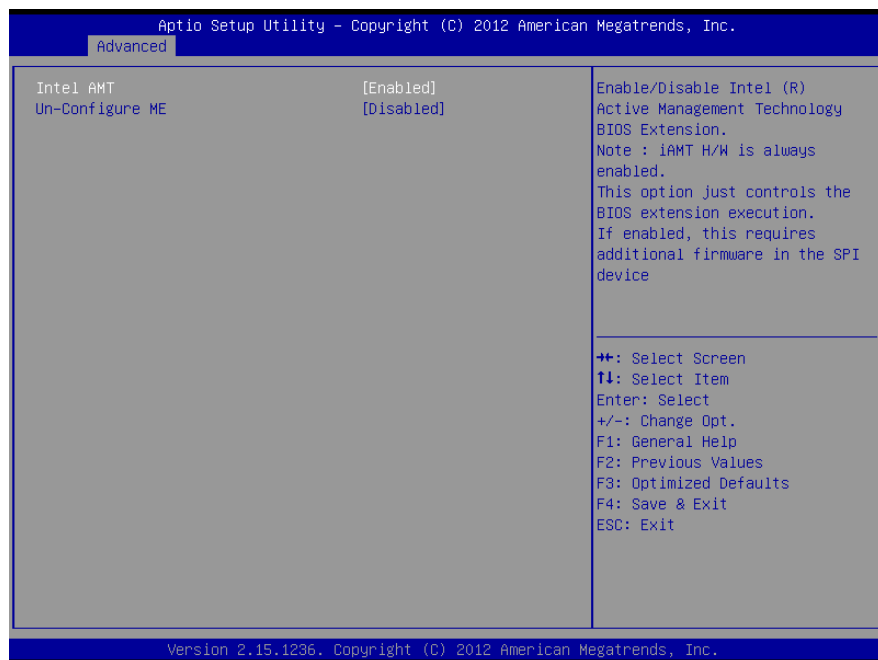 Aptio Setup Utility – Copyright (C) 2012 American Megatrends, Inc.
Advanced
Intel AMT [Enabled]
Un-Configure ME [Disabled]
Enable/Disable Intel (R)
Active Management Technology
BIOS Extension.
Note : iAMT H/W is always
enabled.
This option just controls the
BIOS extension execution.
If enabled, this requires
additional firmware in the SPI
device
→←: Select Screen
↑↓: Select Item
Enter: Select
+/-: Change Opt.
F1: General Help
F2: Previous Values
F3: Optimized Defaults
F4: Save & Exit
ESC: Exit
Version 2.15.1236. Copyright (C) 2012 American Megatrends, Inc.